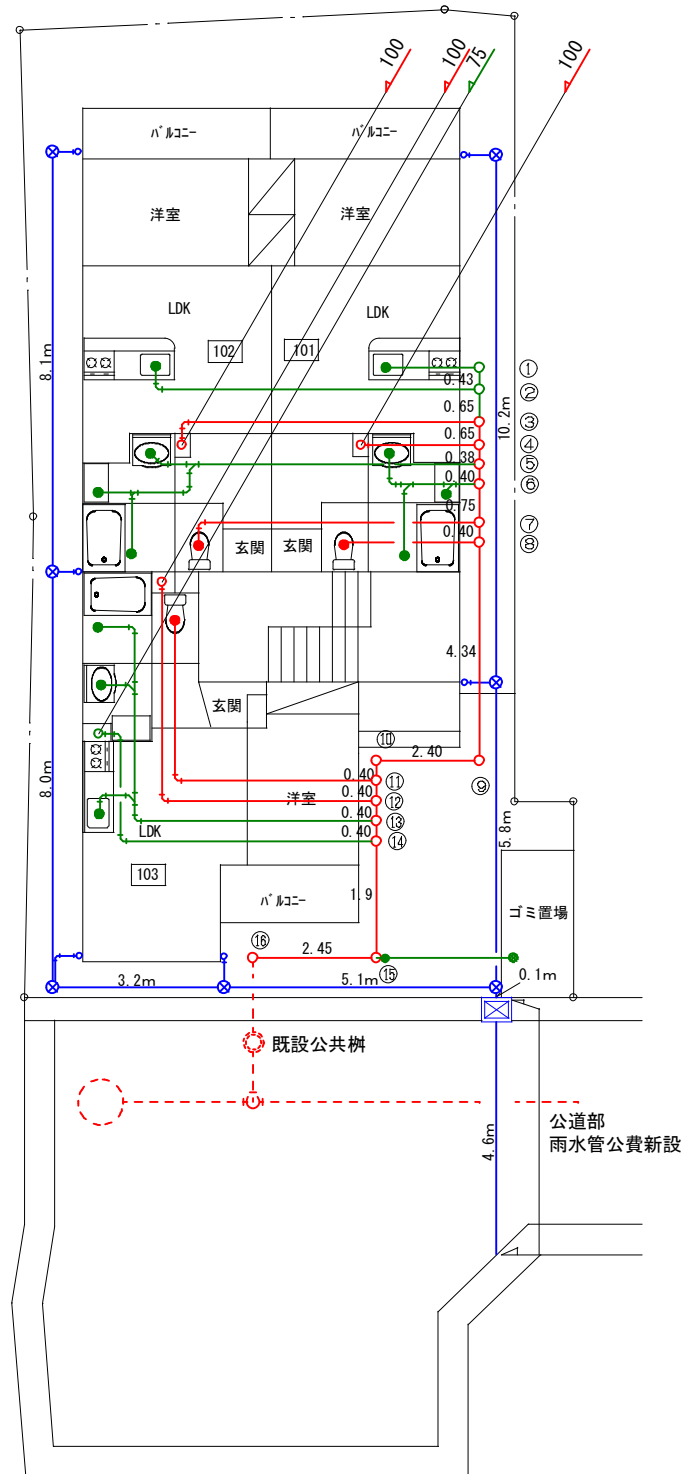 100
100
75
100
バルコニー
バルコニー
洋室
洋室
LDK
LDK
102
101
8.1m
10.2m
①
0.43
②
0.65
③
0.65
④
0.38
⑤
0.40
⑥
0.75
⑦
0.40
⑧
玄関
玄関
4.34
玄関
⑩
2.40
⑨
8.0m
0.40
⑪
洋室
0.40
⑫
0.40
⑬
LDK
0.40
⑭
5.8m
103
1.9
バルコニー
ゴミ置場
⑯
2.45
⑮
0.1m
3.2m
5.1m
既設公共桝
4.6m
公道部
雨水管公費新設